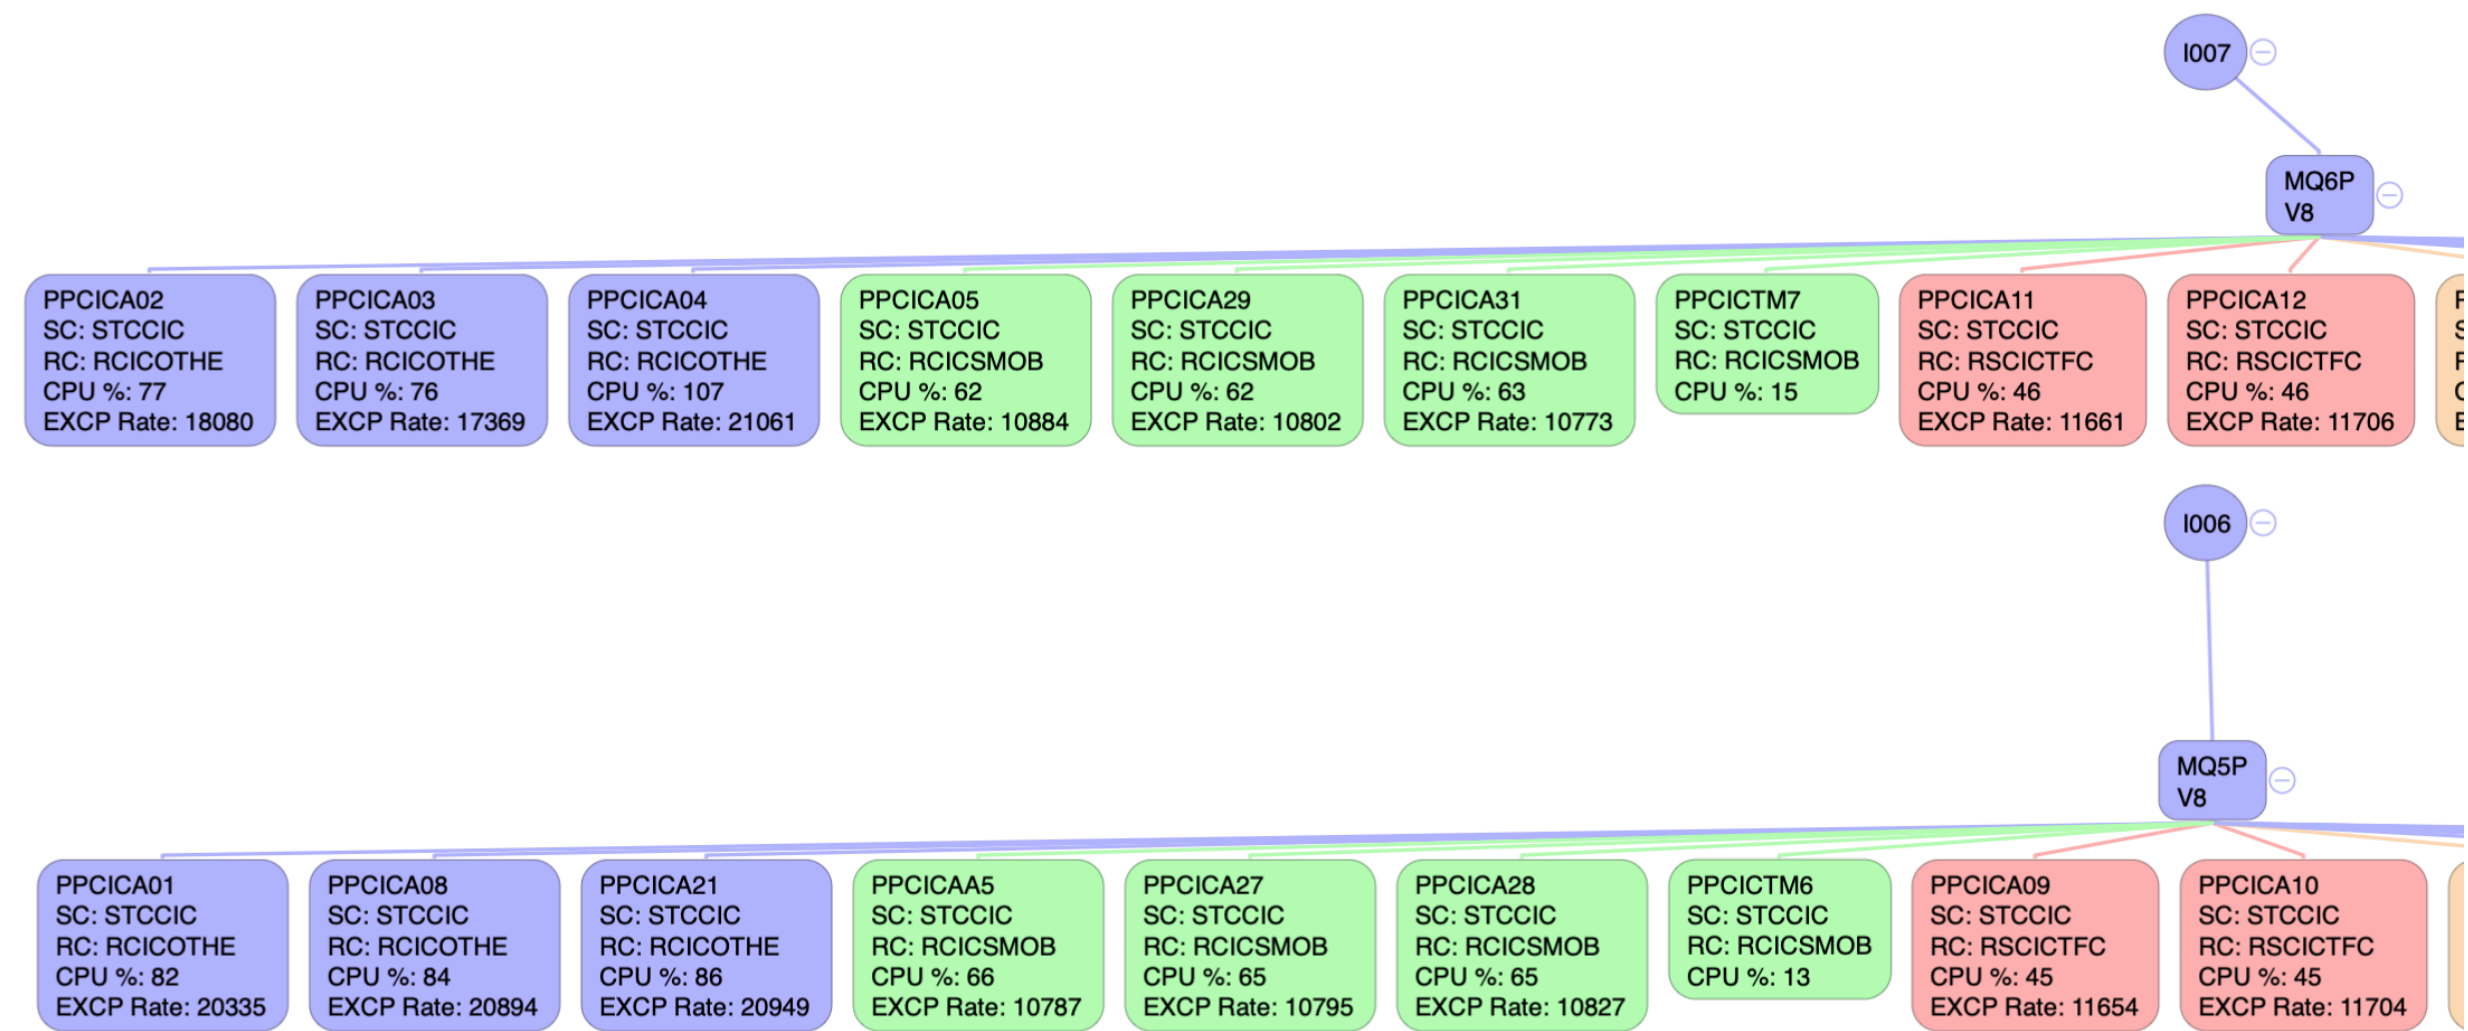 I007
MQ6P
V8
PPCICA02
SC: STCCIC
RC: RCICOTHE
CPU %: 77
EXCP Rate: 18080
PPCICA03
SC: STCCIC
RC: RCICOTHE
CPU %: 76
EXCP Rate: 17369
PPCICA04
SC: STCCIC
RC: RCICOTHE
CPU %: 107
EXCP Rate: 21061
PPCICA05
SC: STCCIC
RC: RCICSMOB
CPU %: 62
EXCP Rate: 10884
PPCICA29
SC: STCCIC
RC: RCICSMOB
CPU %: 62
EXCP Rate: 10802
PPCICA31
SC: STCCIC
RC: RCICSMOB
CPU %: 63
EXCP Rate: 10773
PPCICTM7
SC: STCCIC
RC: RCICSMOB
CPU %: 15
PPCICA11
SC: STCCIC
RC: RSCICTFC
CPU %: 46
EXCP Rate: 11661
PPCICA12
SC: STCCIC
RC: RSCICTFC
CPU %: 46
EXCP Rate: 11706
I006
MQ5P
V8
PPCICA01
SC: STCCIC
RC: RCICOTHE
CPU %: 82
EXCP Rate: 20335
PPCICA08
SC: STCCIC
RC: RCICOTHE
CPU %: 84
EXCP Rate: 20894
PPCICA21
SC: STCCIC
RC: RCICOTHE
CPU %: 86
EXCP Rate: 20949
PPCICAA5
SC: STCCIC
RC: RCICSMOB
CPU %: 66
EXCP Rate: 10787
PPCICA27
SC: STCCIC
RC: RCICSMOB
CPU %: 65
EXCP Rate: 10795
PPCICA28
SC: STCCIC
RC: RCICSMOB
CPU %: 65
EXCP Rate: 10827
PPCICTM6
SC: STCCIC
RC: RCICSMOB
CPU %: 13
PPCICA09
SC: STCCIC
RC: RSCICTFC
CPU %: 45
EXCP Rate: 11654
PPCICA10
SC: STCCIC
RC: RSCICTFC
CPU %: 45
EXCP Rate: 11704